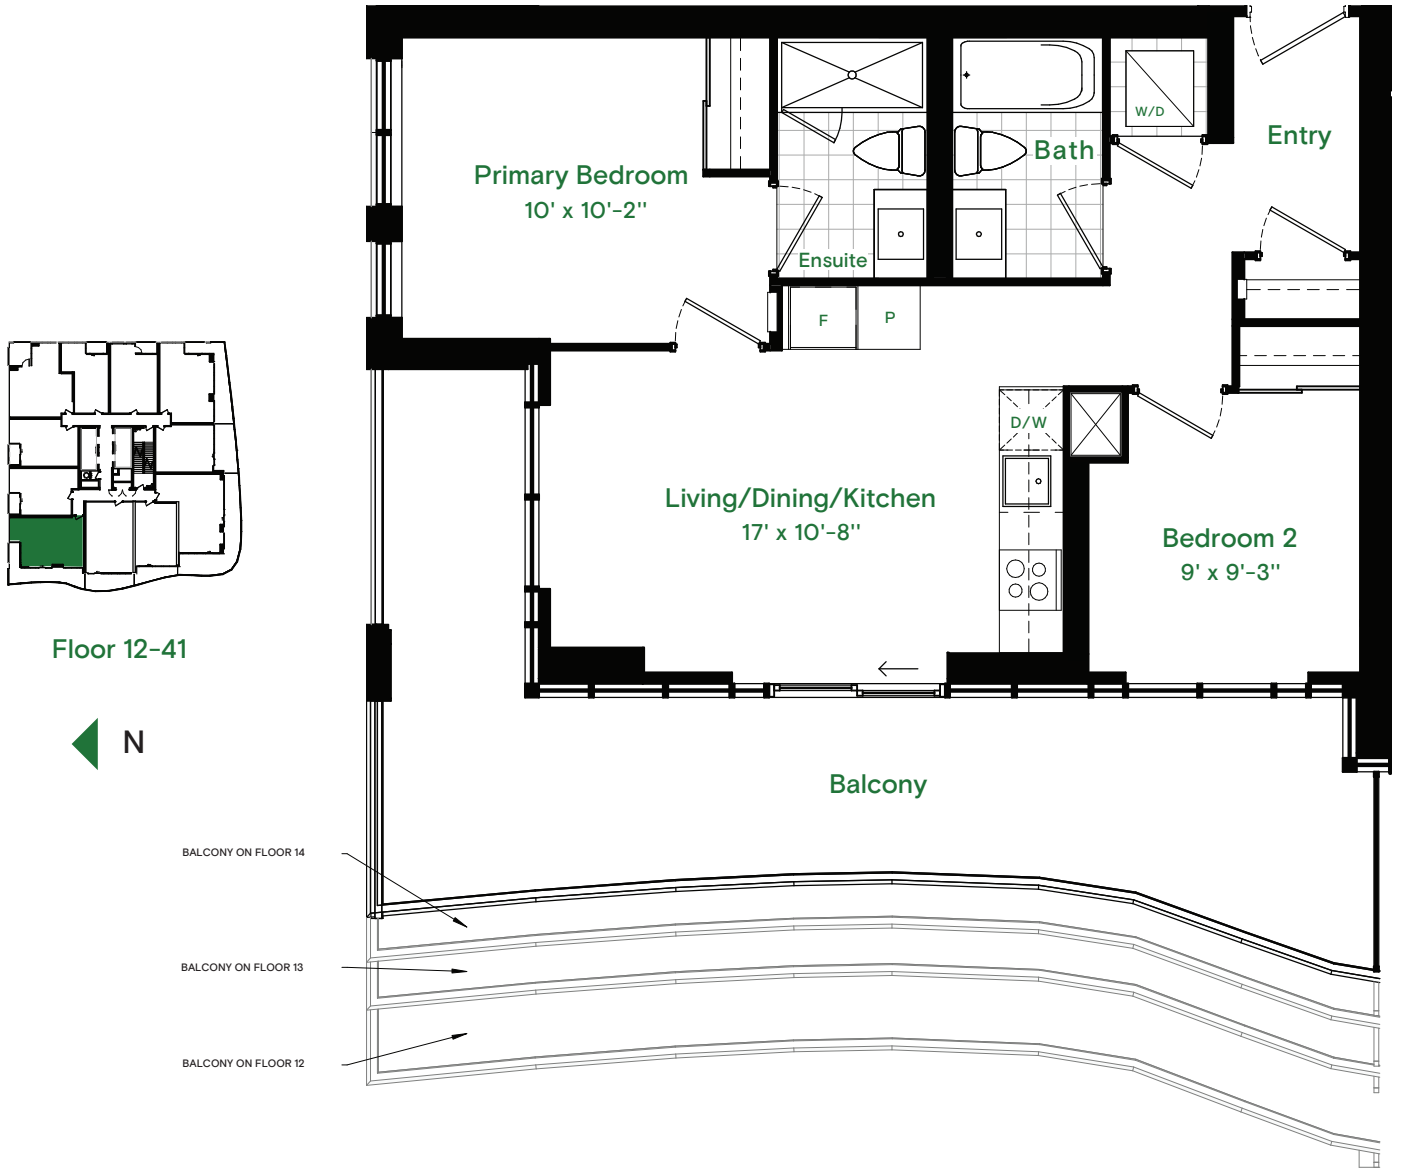 W/D
Entry
Bath
Primary Bedroom
10' x 10'-2"
Ensuite
F
P
D/W
Living/Dining/Kitchen
17' x 10'-8"
Bedroom 2
9' x 9'-3"
Floor 12-41
N
Balcony
BALCONY ON FLOOR 14
BALCONY ON FLOOR 13
BALCONY ON FLOOR 12